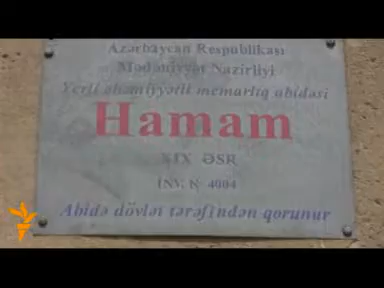 Azərbaycan Respublikası
Mədəniyyət Nazirliyi
Yerli əhəmiyyətli memarlıq abidəsi
Hamam
XIX ƏSR
INV. № 4004
Abidə dövlət tərəfindən qorunur